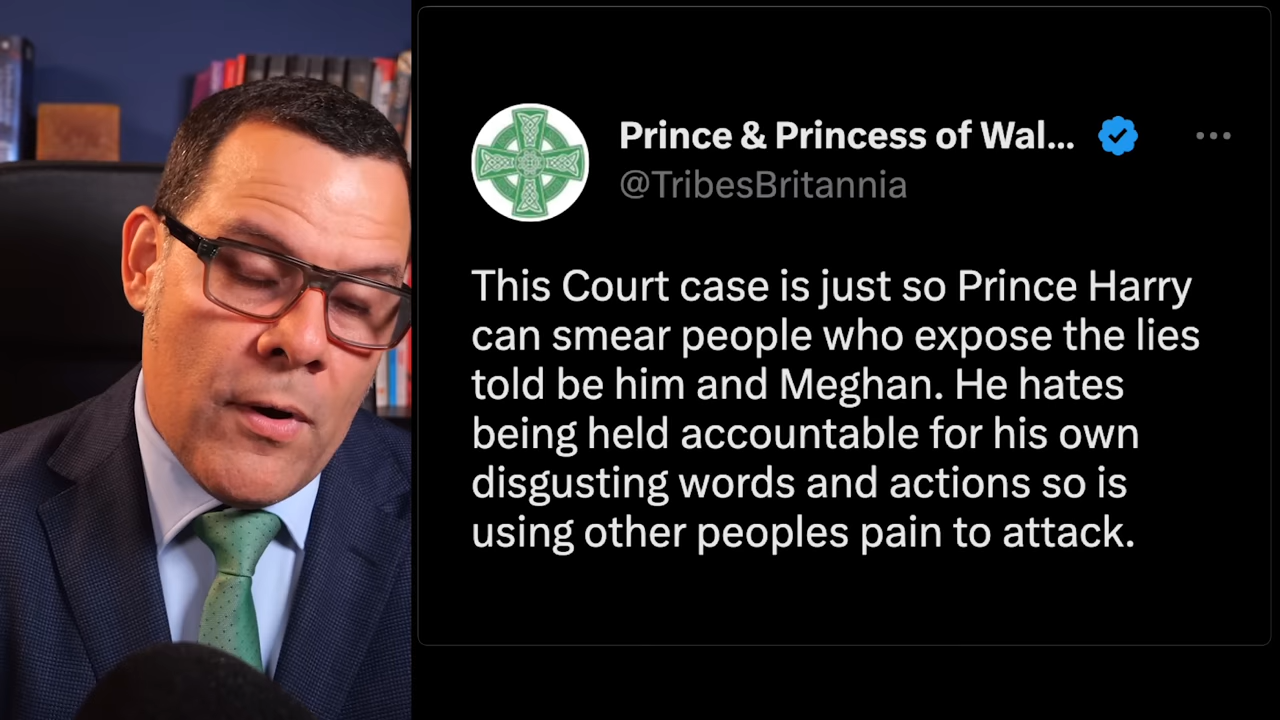 Prince & Princess of Wal...
@TribesBritannia
This Court case is just so Prince Harry
can smear people who expose the lies
told be him and Meghan. He hates
being held accountable for his own
disgusting words and actions so is
using other peoples pain to attack.